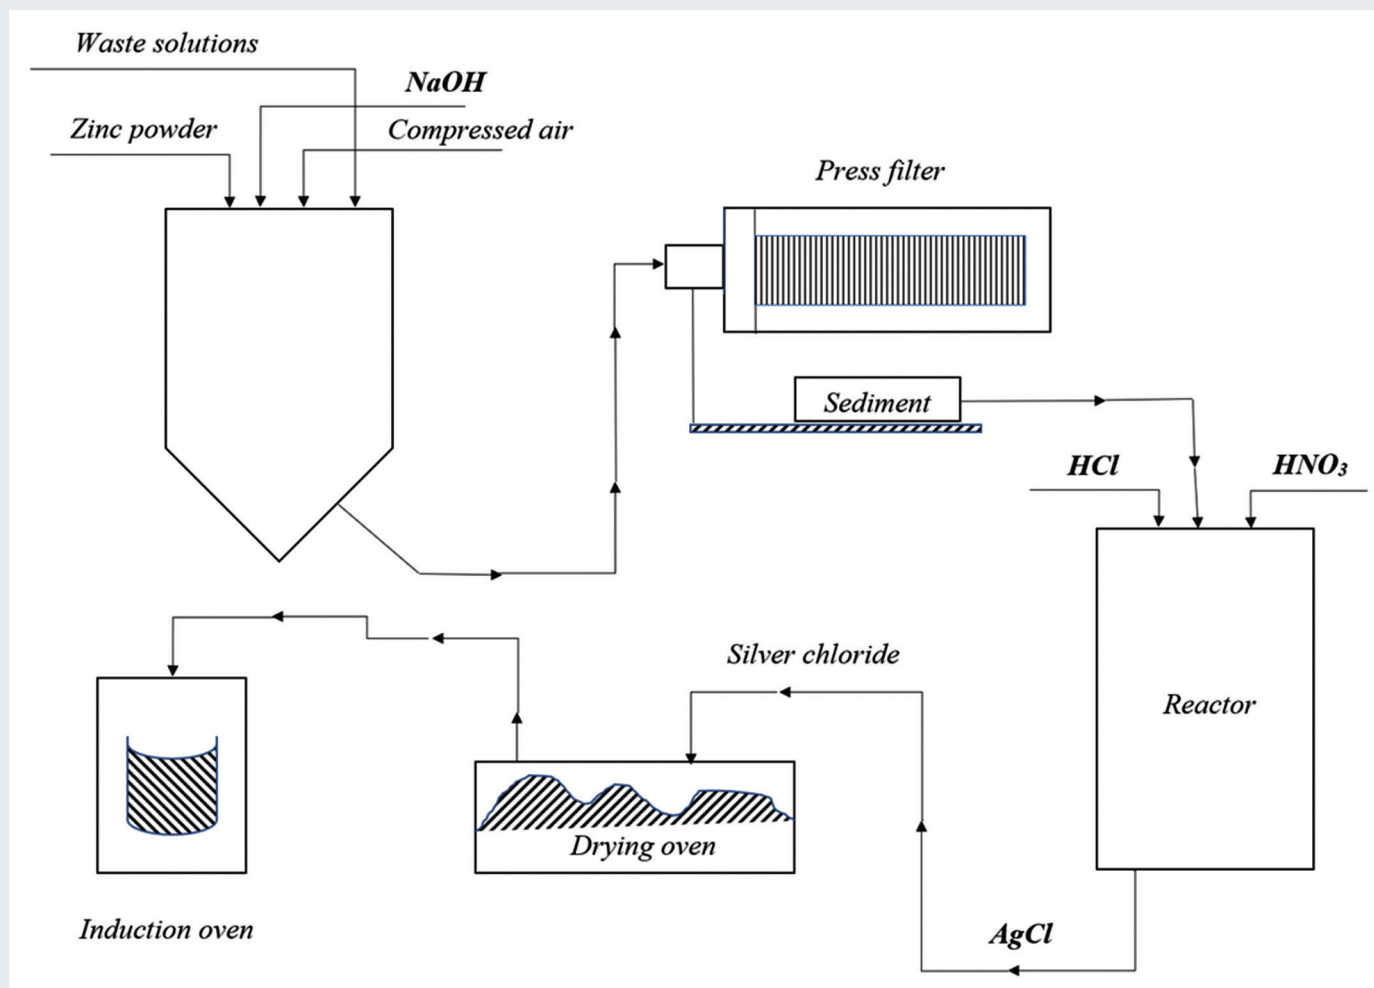 Waste solutions
NaOH
Zinc powder
Compressed air
Press filter
Sediment
HCl
HNO₃
Silver chloride
Reactor
Drying oven
Induction oven
AgCl